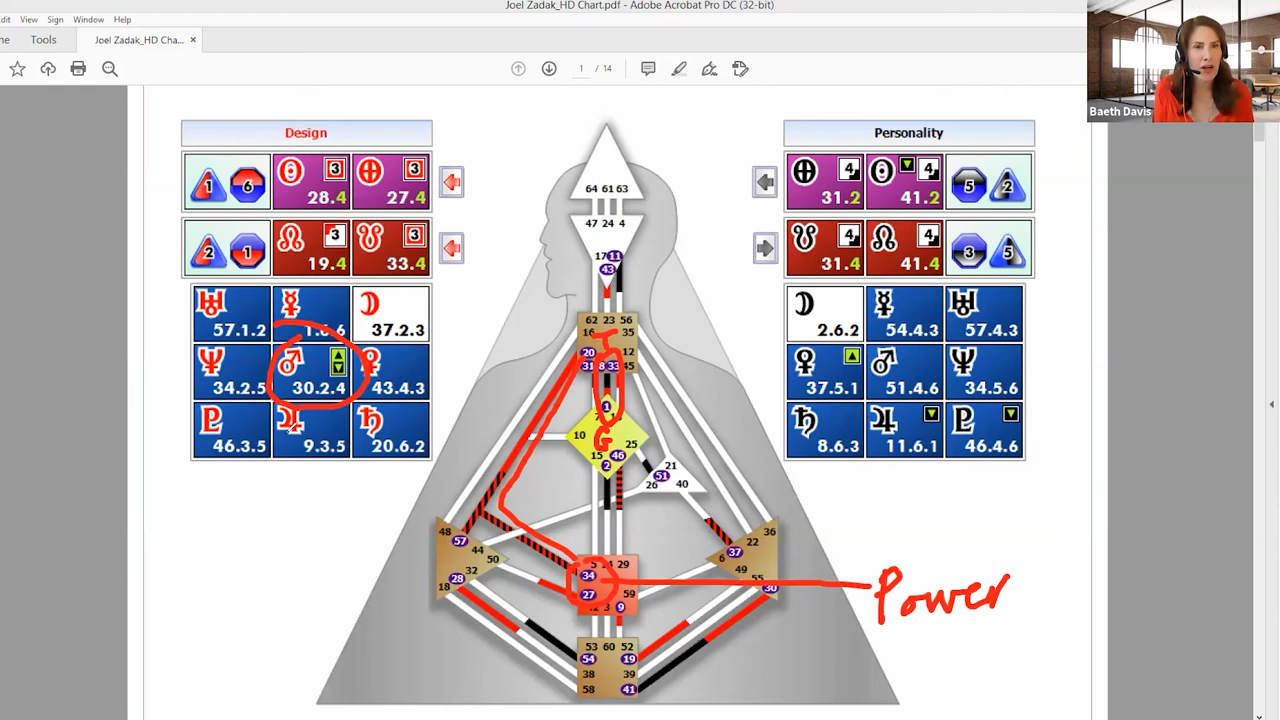 Joel Zadak_HD Chart.pdf - Adobe Acrobat Pro DC (32-bit)
dit View Sign Window Help
me Tools Joel Zadak_HD Cha... ×
1 / 14
Baeth Davis
Design
Personality
1 6 3 28.4 3 27.4
4 31.2 4 41.2 5 2
2 1 3 19.4 3 33.4
4 31.4 4 41.4 3 5
57.1.2 37.2.3
2.6.2 54.4.3 57.4.3
34.2.5 30.2.4 43.4.3
37.5.1 51.4.6 34.5.6
46.3.5 9.3.5 20.6.2
8.6.3 11.6.1 46.4.6
64 61 63
47 24 4
17 11
43
62 23 56
16 35
20 12
31 8 33 45
1
10 25
15 46
2
21
51
26 40
48
57
44
50
32
28
18
36
22
37
6
49
55
30
29
34
27 59
9
53 60 52
54 19
38 39
58 41
Power